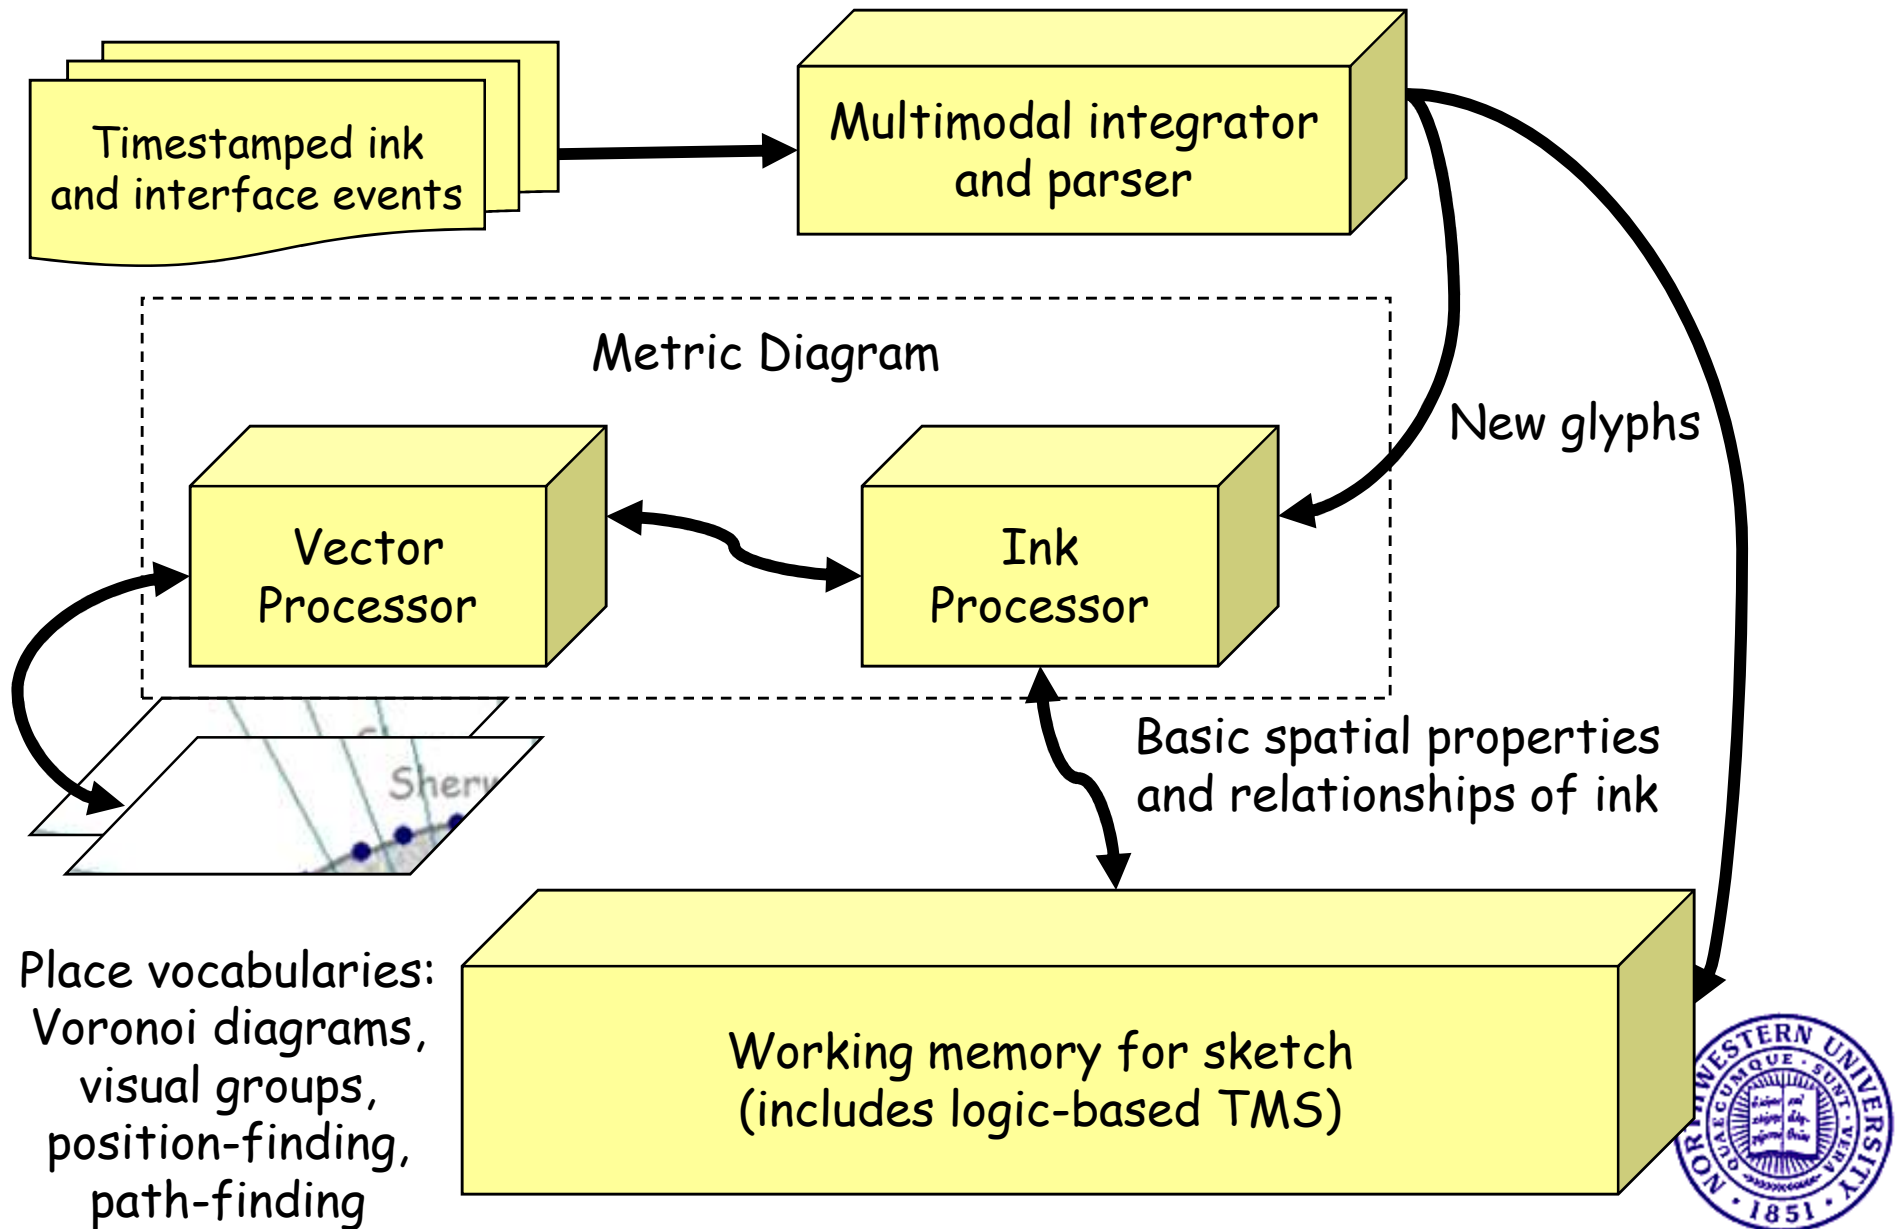 Timestamped ink
and interface events
Multimodal integrator
and parser
Metric Diagram
New glyphs
Vector
Processor
Ink
Processor
Basic spatial properties
and relationships of ink
Sherw
Place vocabularies:
Voronoi diagrams,
visual groups,
position-finding,
path-finding
Working memory for sketch
(includes logic-based TMS)
NORTHWESTERN UNIVERSITY
QUAECUMQUE · SUNT · VERA
· 1851 ·